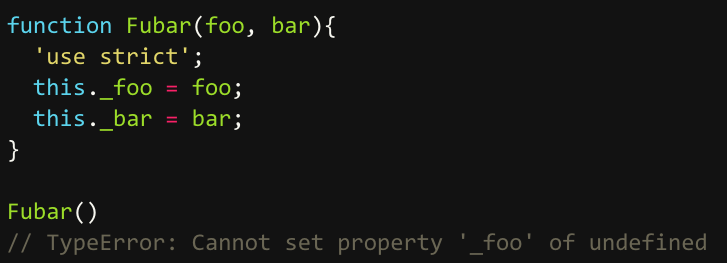 function Fubar(foo, bar){
  'use strict';
  this._foo = foo;
  this._bar = bar;
}

Fubar()
// TypeError: Cannot set property '_foo' of undefined